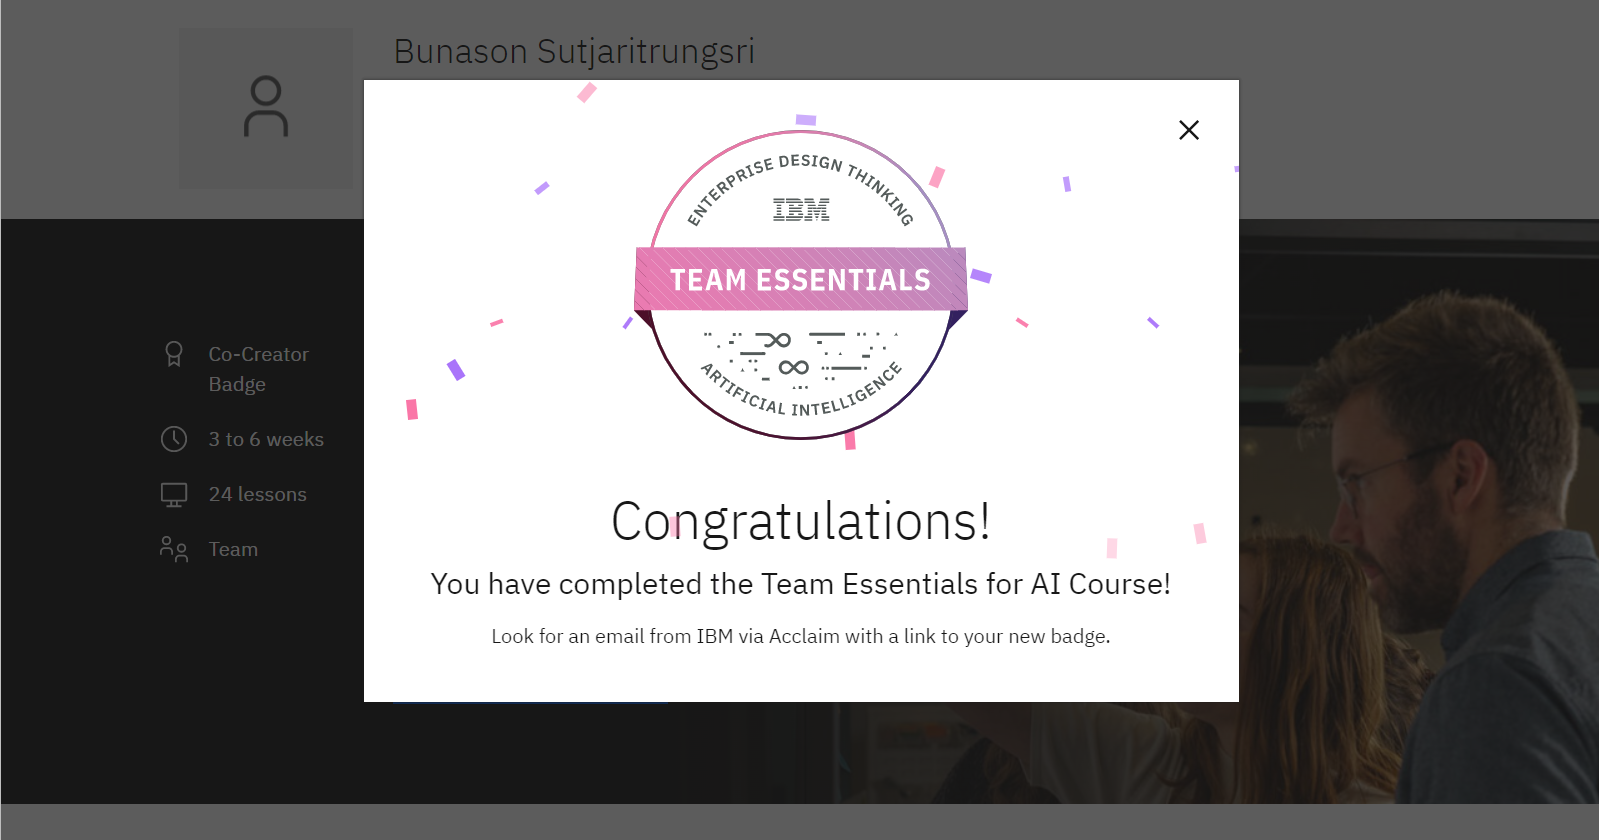 Bunason Sutjaritrungsri
ENTERPRISE DESIGN THINKING
IBM
TEAM ESSENTIALS
ARTIFICIAL INTELLIGENCE
Congratulations!
You have completed the Team Essentials for AI Course!
Look for an email from IBM via Acclaim with a link to your new badge.
Co-Creator
Badge
3 to 6 weeks
24 lessons
Team